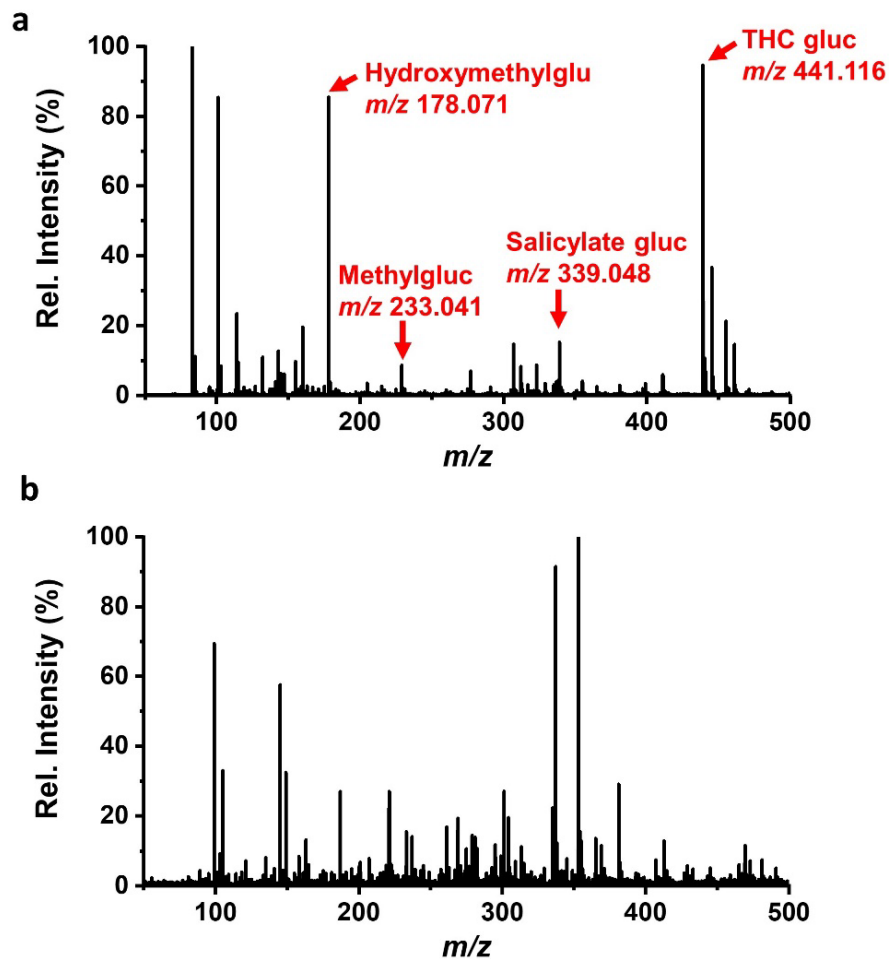 a
100
80
60
40
20
0
Rel. Intensity (%)
Hydroxymethylglu
m/z 178.071
THC gluc
m/z 441.116
Methylgluc
m/z 233.041
Salicylate gluc
m/z 339.048
100 200 300 400 500
m/z
b
100
80
60
40
20
0
Rel. Intensity (%)
100 200 300 400 500
m/z